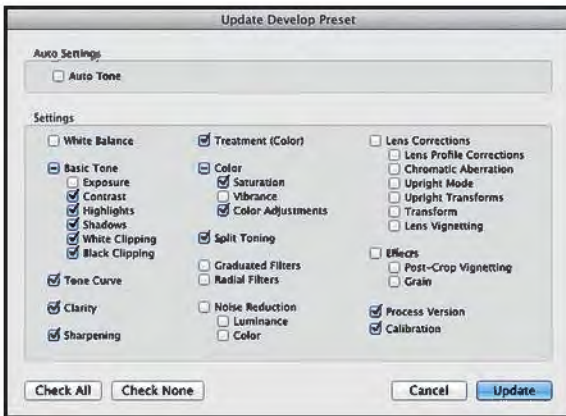 Update Develop Preset
Auto Settings
Auto Tone
Settings
White Balance
Basic Tone
Exposure
Contrast
Highlights
Shadows
White Clipping
Black Clipping
Tone Curve
Clarity
Sharpening
Treatment (Color)
Color
Saturation
Vibrance
Color Adjustments
Split Toning
Graduated Filters
Radial Filters
Noise Reduction
Luminance
Color
Lens Corrections
Lens Profile Corrections
Chromatic Aberration
Upright Mode
Upright Transforms
Transform
Lens Vignetting
Effects
Post-Crop Vignetting
Grain
Process Version
Calibration
Check All
Check None
Cancel
Update